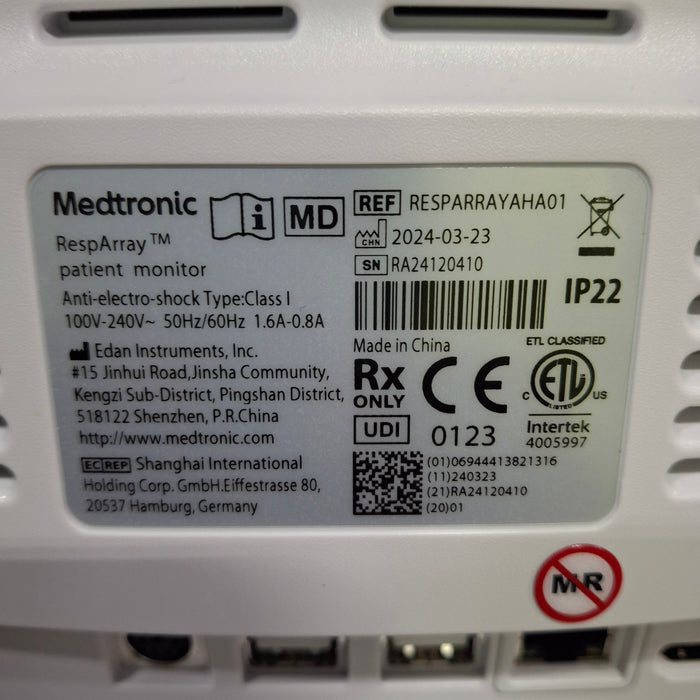 Medtronic
RespArray™
patient monitor
Anti-electro-shock Type:Class I
100V-240V~ 50Hz/60Hz 1.6A-0.8A
Edan Instruments, Inc.
#15 Jinhui Road,Jinsha Community,
Kengzi Sub-District, Pingshan District,
518122 Shenzhen, P.R.China
http://www.medtronic.com
EC REP Shanghai International
Holding Corp. GmbH.Eiffestrasse 80,
20537 Hamburg, Germany
i
MD
REF RESPARRAYAHA01
CHN 2024-03-23
SN RA24120410
IP22
Made in China
Rx
ONLY
CE
0123
UDI
ETL CLASSIFIED
C ETL US
LISTED
Intertek
4005997
(01)06944413821316
(11)240323
(21)RA24120410
(20)01
MR